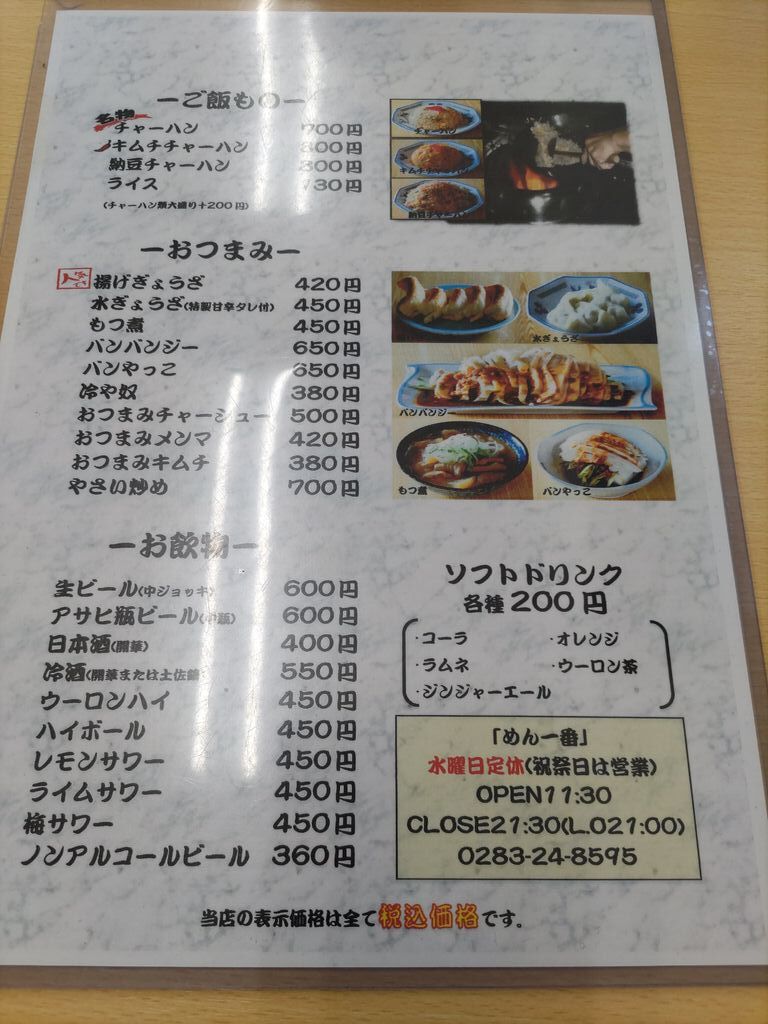 ーご飯ものー
名物
チャーハン 700円
キムチチャーハン 800円
納豆チャーハン 800円
ライス 130円
(チャーハン類大盛り+200円)
チャーハン
キムチチャーハン
納豆チャーハン
ーおつまみー
揚げぎょうざ 420円
水ぎょうざ(特製甘辛タレ付) 450円
もつ煮 450円
バンバンジー 650円
バンやっこ 650円
冷や奴 380円
おつまみチャーシュー 500円
おつまみメンマ 420円
おつまみキムチ 380円
やさい炒め 700円
水ぎょうざ
バンバンジー
もつ煮
バンやっこ
ーお飲物ー
生ビール(中ジョッキ) 600円
アサヒ瓶ビール(中瓶) 600円
日本酒(開華) 400円
冷酒(開華または土佐鶴) 550円
ウーロンハイ 450円
ハイボール 450円
レモンサワー 450円
ライムサワー 450円
梅サワー 450円
ノンアルコールビール 360円
ソフトドリンク
各種200円
・コーラ ・オレンジ
・ラムネ ・ウーロン茶
・ジンジャーエール
「めん一番」
水曜日定休(祝祭日は営業)
OPEN11:30
CLOSE21:30(L.O21:00)
0283-24-8595
当店の表示価格は全て税込価格です。